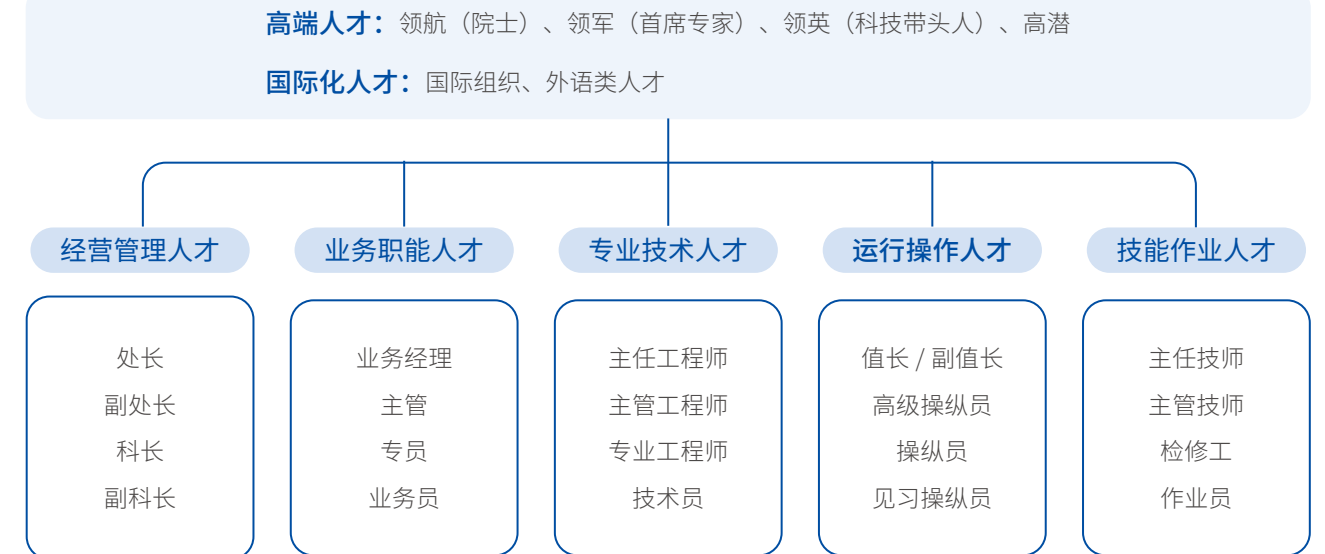 高端人才：领航（院士）、领军（首席专家）、领英（科技带头人）、高潜
国际化人才：国际组织、外语类人才
经营管理人才
业务职能人才
专业技术人才
运行操作人才
技能作业人才
处长
副处长
科长
副科长
业务经理
主管
专员
业务员
主任工程师
主管工程师
专业工程师
技术员
值长 / 副值长
高级操纵员
操纵员
见习操纵员
主任技师
主管技师
检修工
作业员